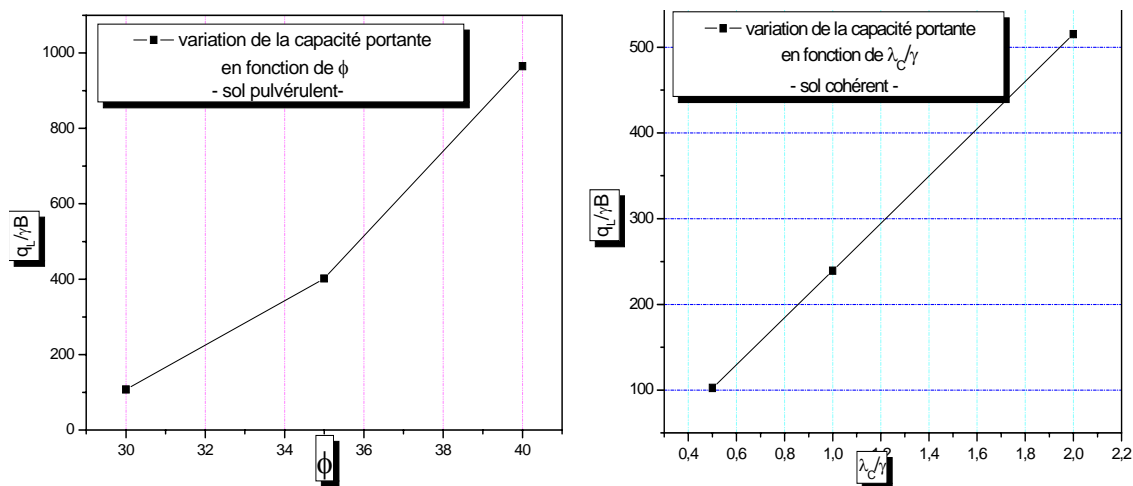 variation de la capacité portante
en fonction de ϕ
- sol pulvérulent-
1000
800
600
400
200
0
q_L/γB
30
32
34
36
38
40
ϕ
variation de la capacité portante
en fonction de λ_C/γ
- sol cohérent -
500
400
300
200
100
q_L/γB
0,4
0,6
0,8
1,0
1,2
1,4
1,6
1,8
2,0
2,2
λ_C/γ